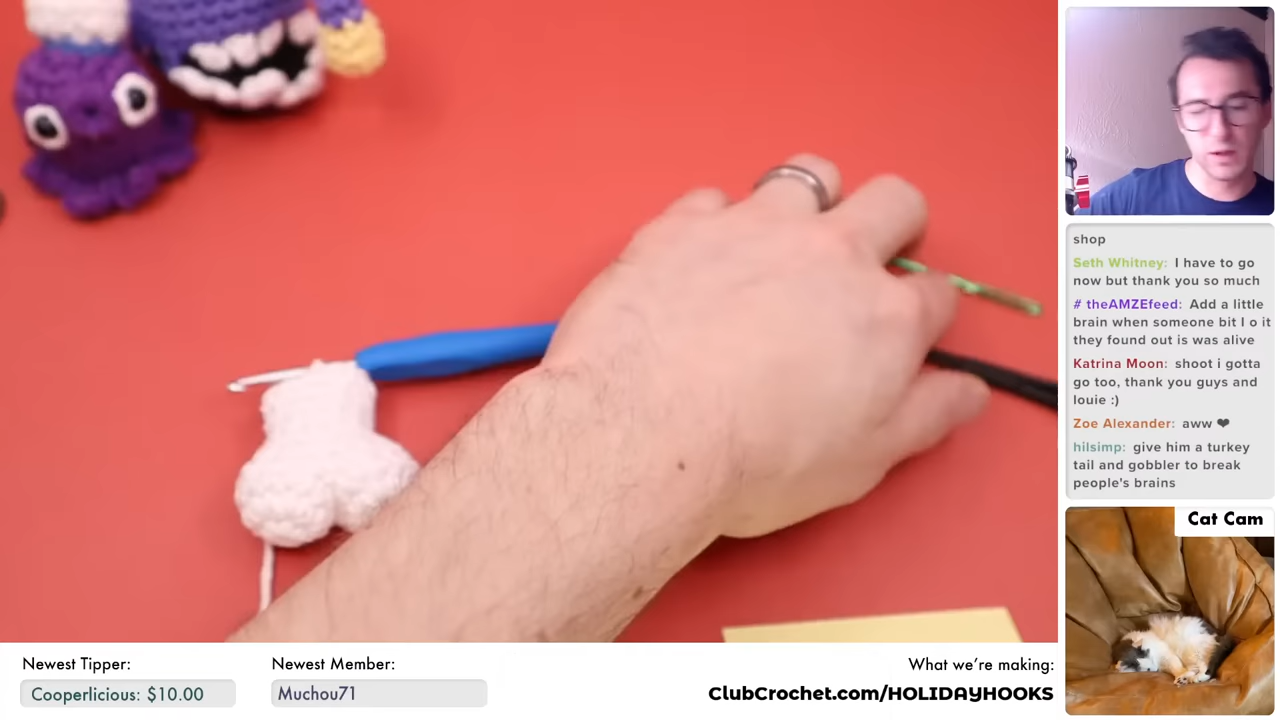 shop
Seth Whitney: I have to go
now but thank you so much
# theAMZEfeed: Add a little
brain when someone bit I o it
they found out is was alive
Katrina Moon: shoot i gotta
go too, thank you guys and
louie :)
Zoe Alexander: aww ❤
hilsimp: give him a turkey
tail and gobbler to break
people's brains
Cat Cam
Newest Tipper:
Cooperlicious: $10.00
Newest Member:
Muchou71
What we're making:
ClubCrochet.com/HOLIDAYHOOKS